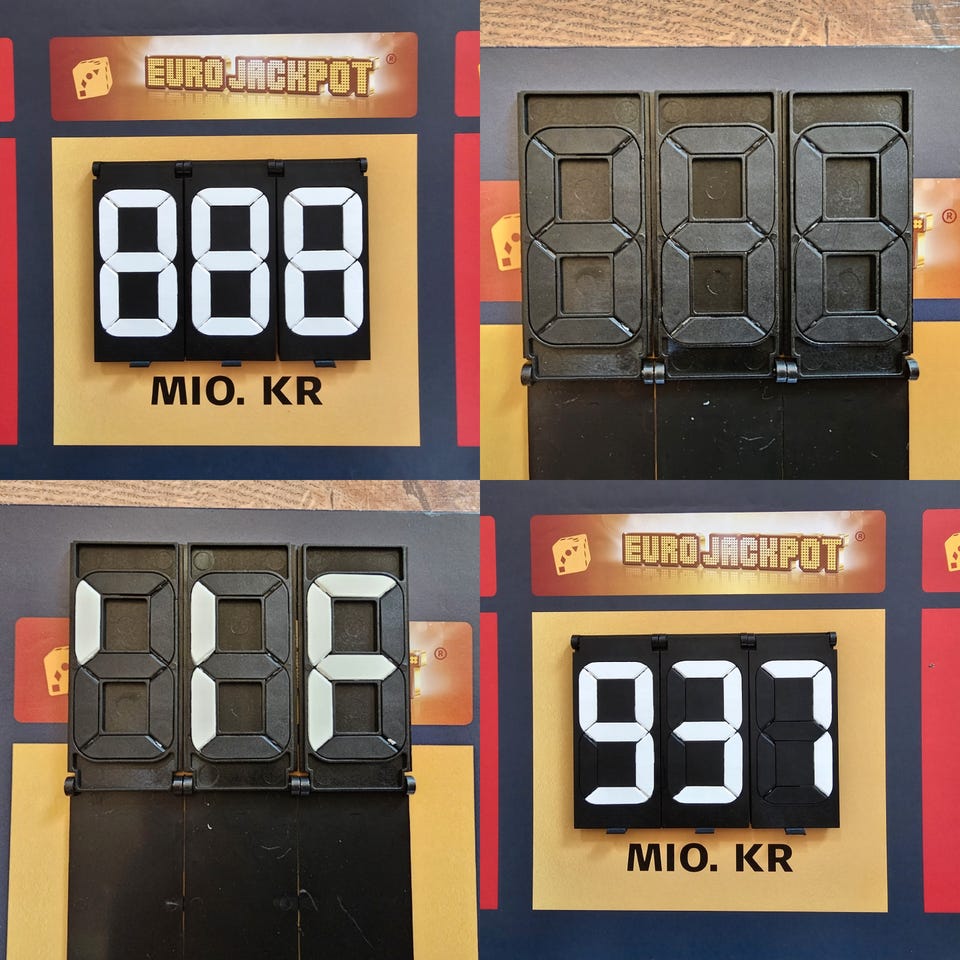 EUROJACKPOT ®
888
MIO. KR
®
®
EUROJACKPOT ®
937
MIO. KR